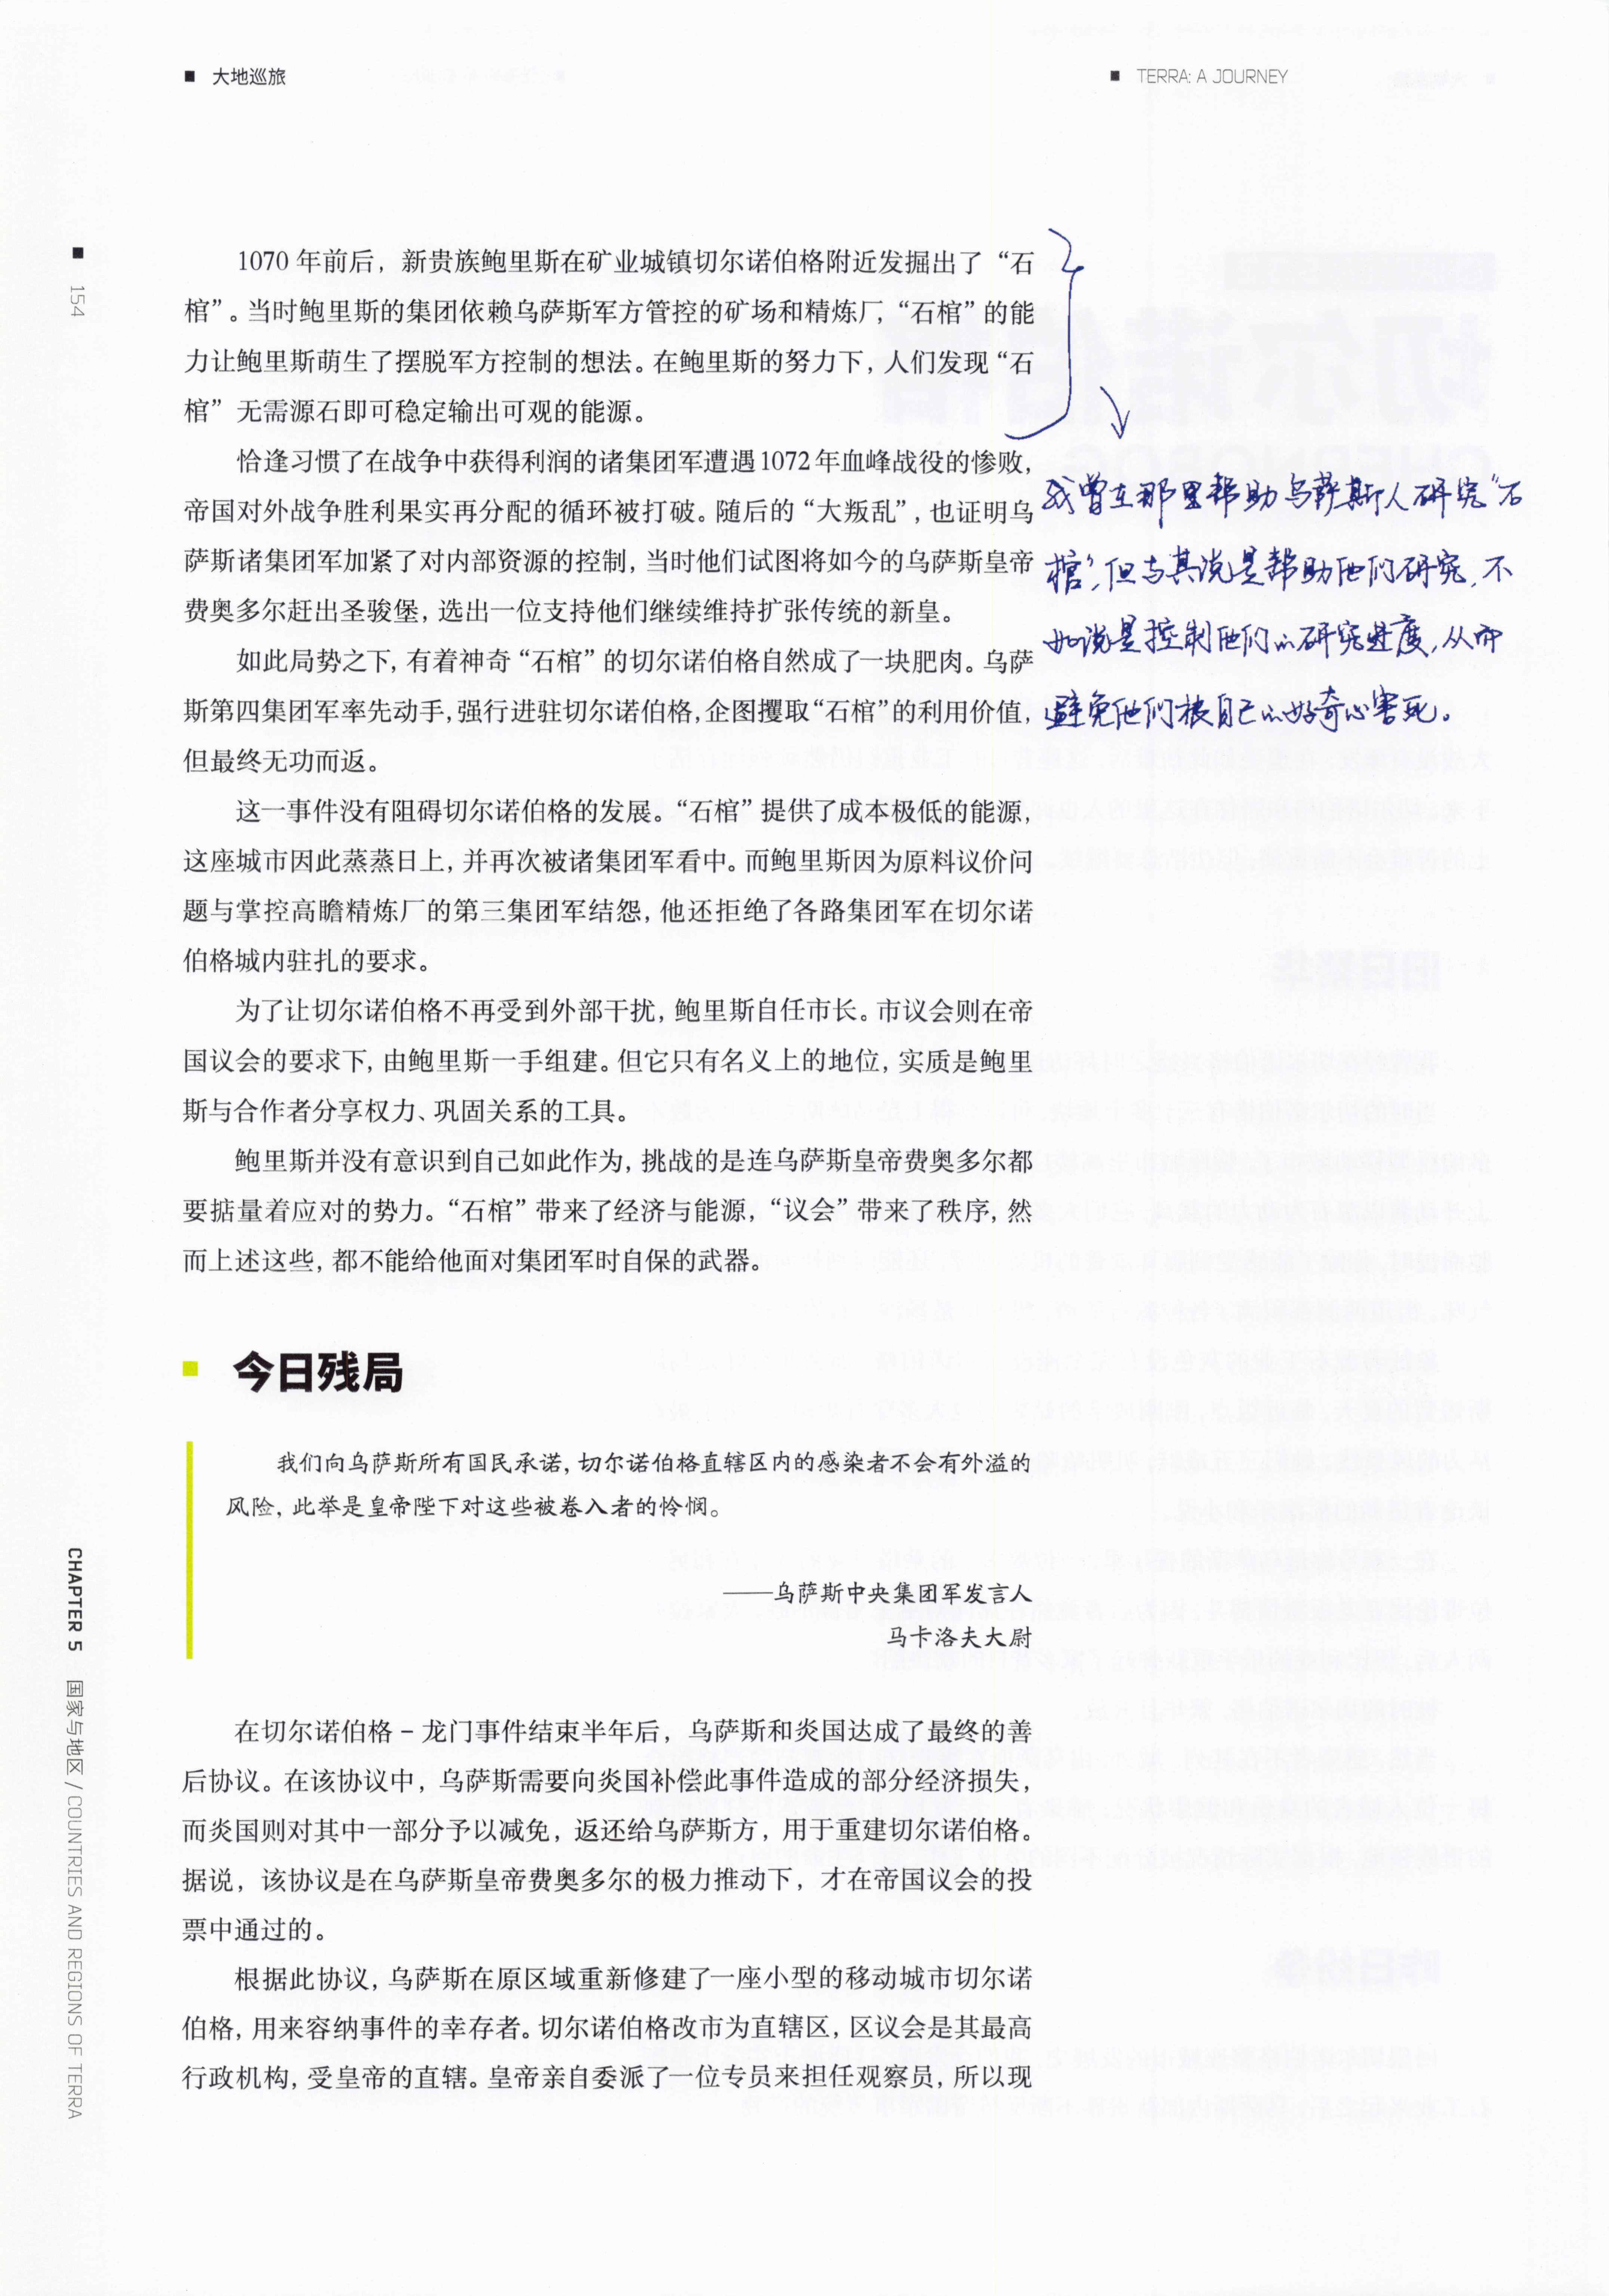 大地巡旅
TERRA: A JOURNEY
154
1070 年前后，新贵族鲍里斯在矿业城镇切尔诺伯格附近发掘出了“石
棺”。当时鲍里斯的集团依赖乌萨斯军方管控的矿场和精炼厂，“石棺”的能
力让鲍里斯萌生了摆脱军方控制的想法。在鲍里斯的努力下，人们发现“石
棺”无需源石即可稳定输出可观的能源。
恰逢习惯了在战争中获得利润的诸集团军遭遇1072年血峰战役的惨败，
帝国对外战争胜利果实再分配的循环被打破。随后的“大叛乱”，也证明乌
萨斯诸集团军加紧了对内部资源的控制，当时他们试图将如今的乌萨斯皇帝
费奥多尔赶出圣骏堡，选出一位支持他们继续维持扩张传统的新皇。
如此局势之下，有着神奇“石棺”的切尔诺伯格自然成了一块肥肉。乌萨
斯第四集团军率先动手，强行进驻切尔诺伯格，企图攫取“石棺”的利用价值，
但最终无功而返。
这一事件没有阻碍切尔诺伯格的发展。“石棺”提供了成本极低的能源，
这座城市因此蒸蒸日上，并再次被诸集团军看中。而鲍里斯因为原料议价问
题与掌控高瞻精炼厂的第三集团军结怨，他还拒绝了各路集团军在切尔诺
伯格城内驻扎的要求。
为了让切尔诺伯格不再受到外部干扰，鲍里斯自任市长。市议会则在帝
国议会的要求下，由鲍里斯一手组建。但它只有名义上的地位，实质是鲍里
斯与合作者分享权力、巩固关系的工具。
鲍里斯并没有意识到自己如此作为，挑战的是连乌萨斯皇帝费奥多尔都
要掂量着应对的势力。“石棺”带来了经济与能源，“议会”带来了秩序，然
而上述这些，都不能给他面对集团军时自保的武器。
我曾在那里帮助乌萨斯人研究“石
棺”，但与其说是帮助他们研究，不
如说是控制他们的研究进度，从而
避免他们被自己的好奇心害死。
今日残局
我们向乌萨斯所有国民承诺，切尔诺伯格直辖区内的感染者不会有外溢的
风险，此举是皇帝陛下对这些被卷入者的怜悯。
——乌萨斯中央集团军发言人
马卡洛夫大尉
在切尔诺伯格 – 龙门事件结束半年后，乌萨斯和炎国达成了最终的善
后协议。在该协议中，乌萨斯需要向炎国补偿此事件造成的部分经济损失，
而炎国则对其中一部分予以减免，返还给乌萨斯方，用于重建切尔诺伯格。
据说，该协议是在乌萨斯皇帝费奥多尔的极力推动下，才在帝国议会的投
票中通过的。
根据此协议，乌萨斯在原区域重新修建了一座小型的移动城市切尔诺
伯格，用来容纳事件的幸存者。切尔诺伯格改市为直辖区，区议会是其最高
行政机构，受皇帝的直辖。皇帝亲自委派了一位专员来担任观察员，所以现
CHAPTER 5 国家与地区 / COUNTRIES AND REGIONS OF TERRA